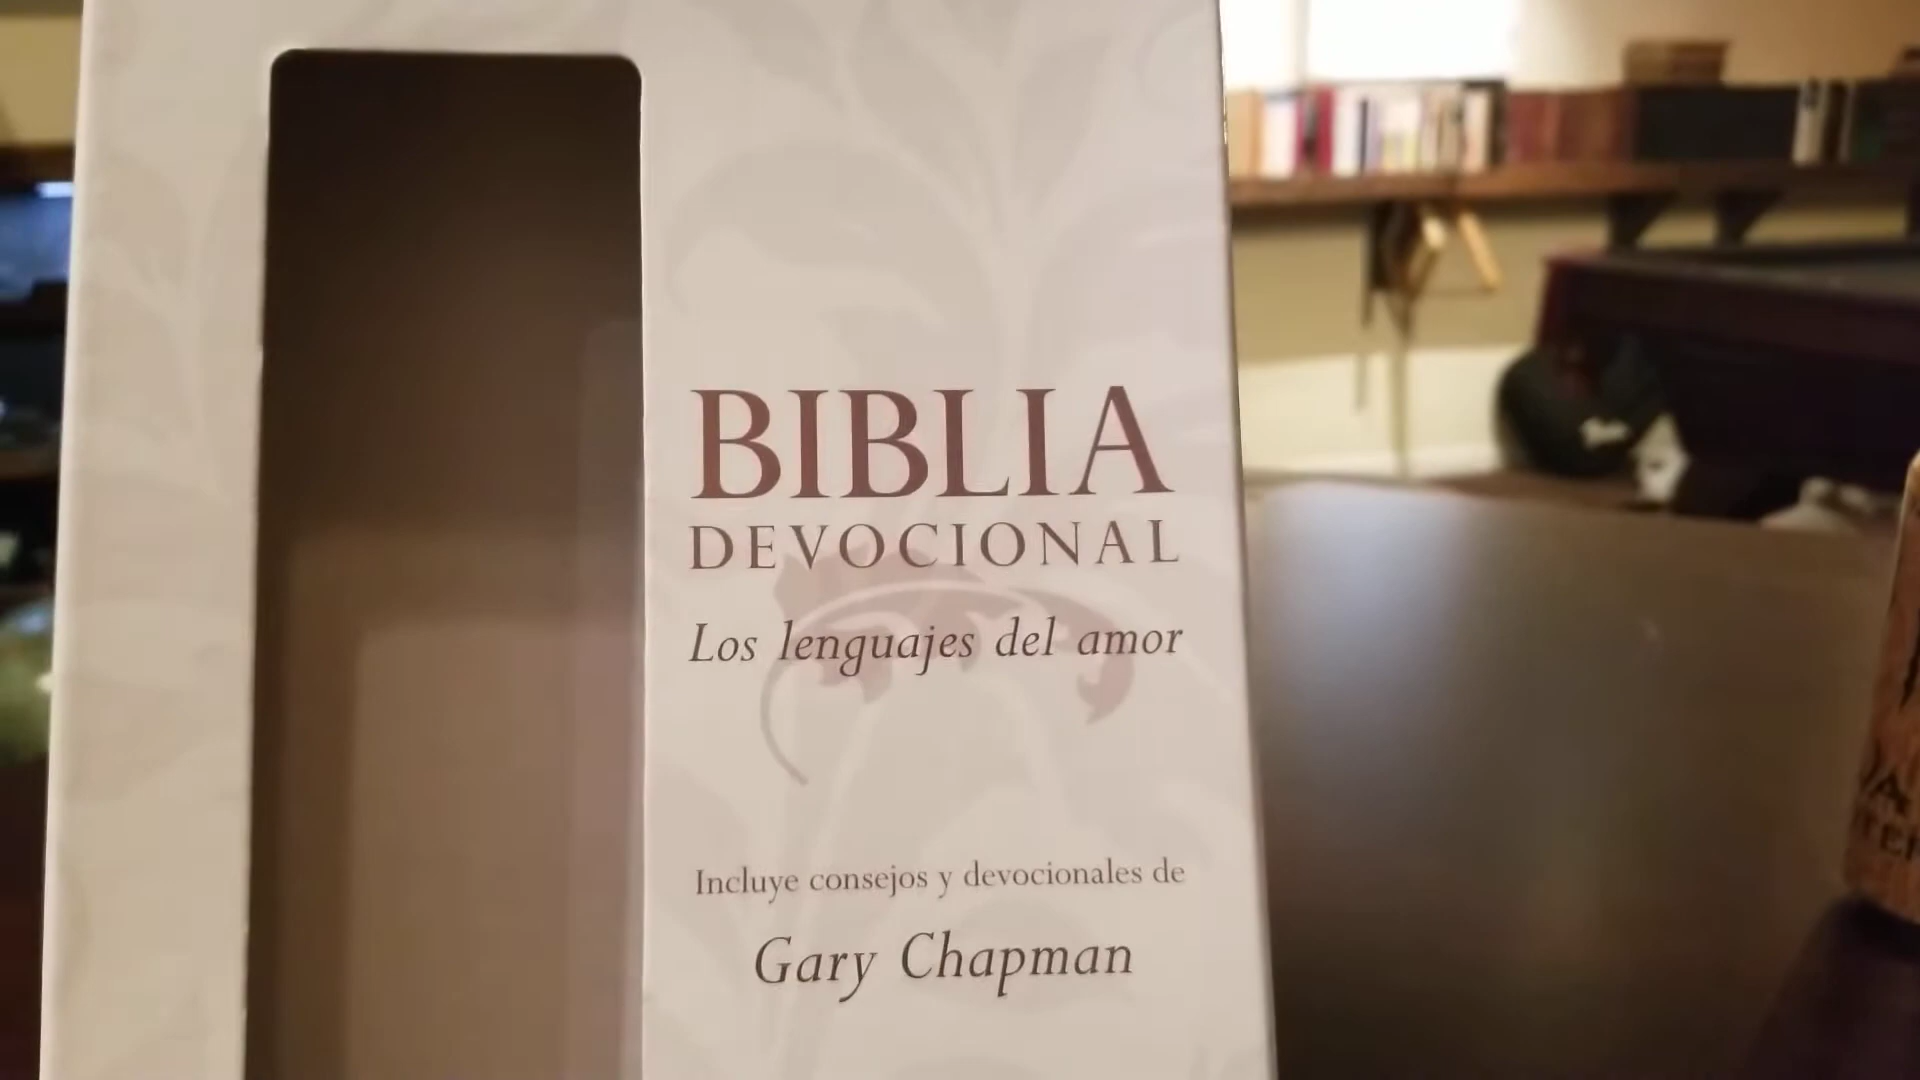 BIBLIA
DEVOCIONAL
Los lenguajes del amor
Incluye consejos y devocionales de
Gary Chapman